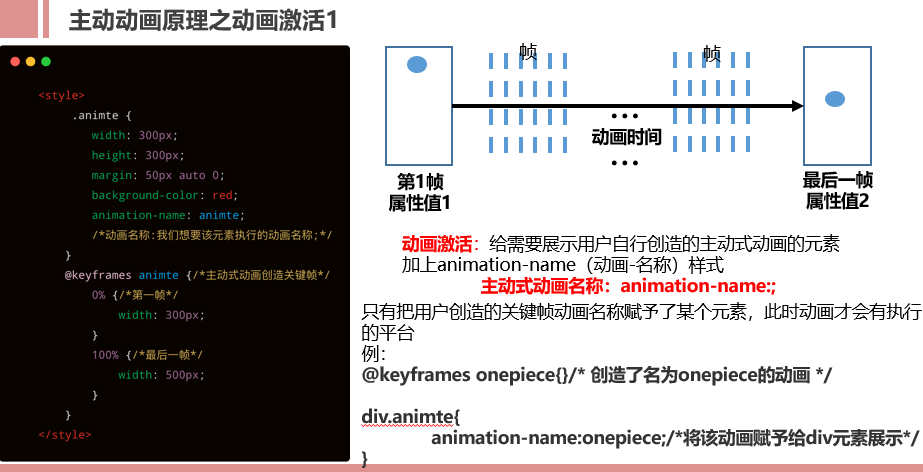 主动动画原理之动画激活1
<style>
.animte {
width: 300px;
height: 300px;
margin: 50px auto 0;
background-color: red;
animation-name: animte;
/*动画名称:我们想要该元素执行的动画名称;*/
}
@keyframes animte {/*主动式动画创造关键帧*/
0% {/*第一帧*/
width: 300px;
}
100% {/*最后一帧*/
width: 500px;
}
}
</style>
帧
帧
...
动画时间
...
第1帧
属性值1
最后一帧
属性值2
动画激活：给需要展示用户自行创造的主动式动画的元素
加上animation-name（动画-名称）样式
主动式动画名称：animation-name:;
只有把用户创造的关键帧动画名称赋予了某个元素，此时动画才会有执行
的平台
例：
@keyframes onepiece{}/* 创造了名为onepiece的动画 */
div.animte{
animation-name:onepiece;/*将该动画赋予给div元素展示*/
}